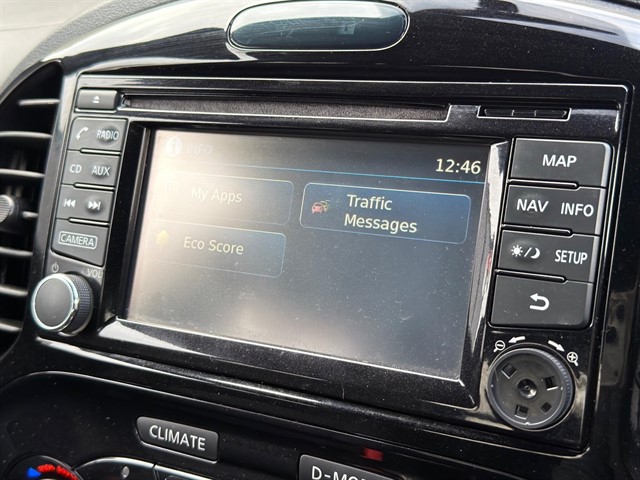 RADIO
CD AUX
CAMERA
VOL
INFO
12:46
My Apps
Traffic
Messages
Eco Score
MAP
NAV INFO
SETUP
CLIMATE